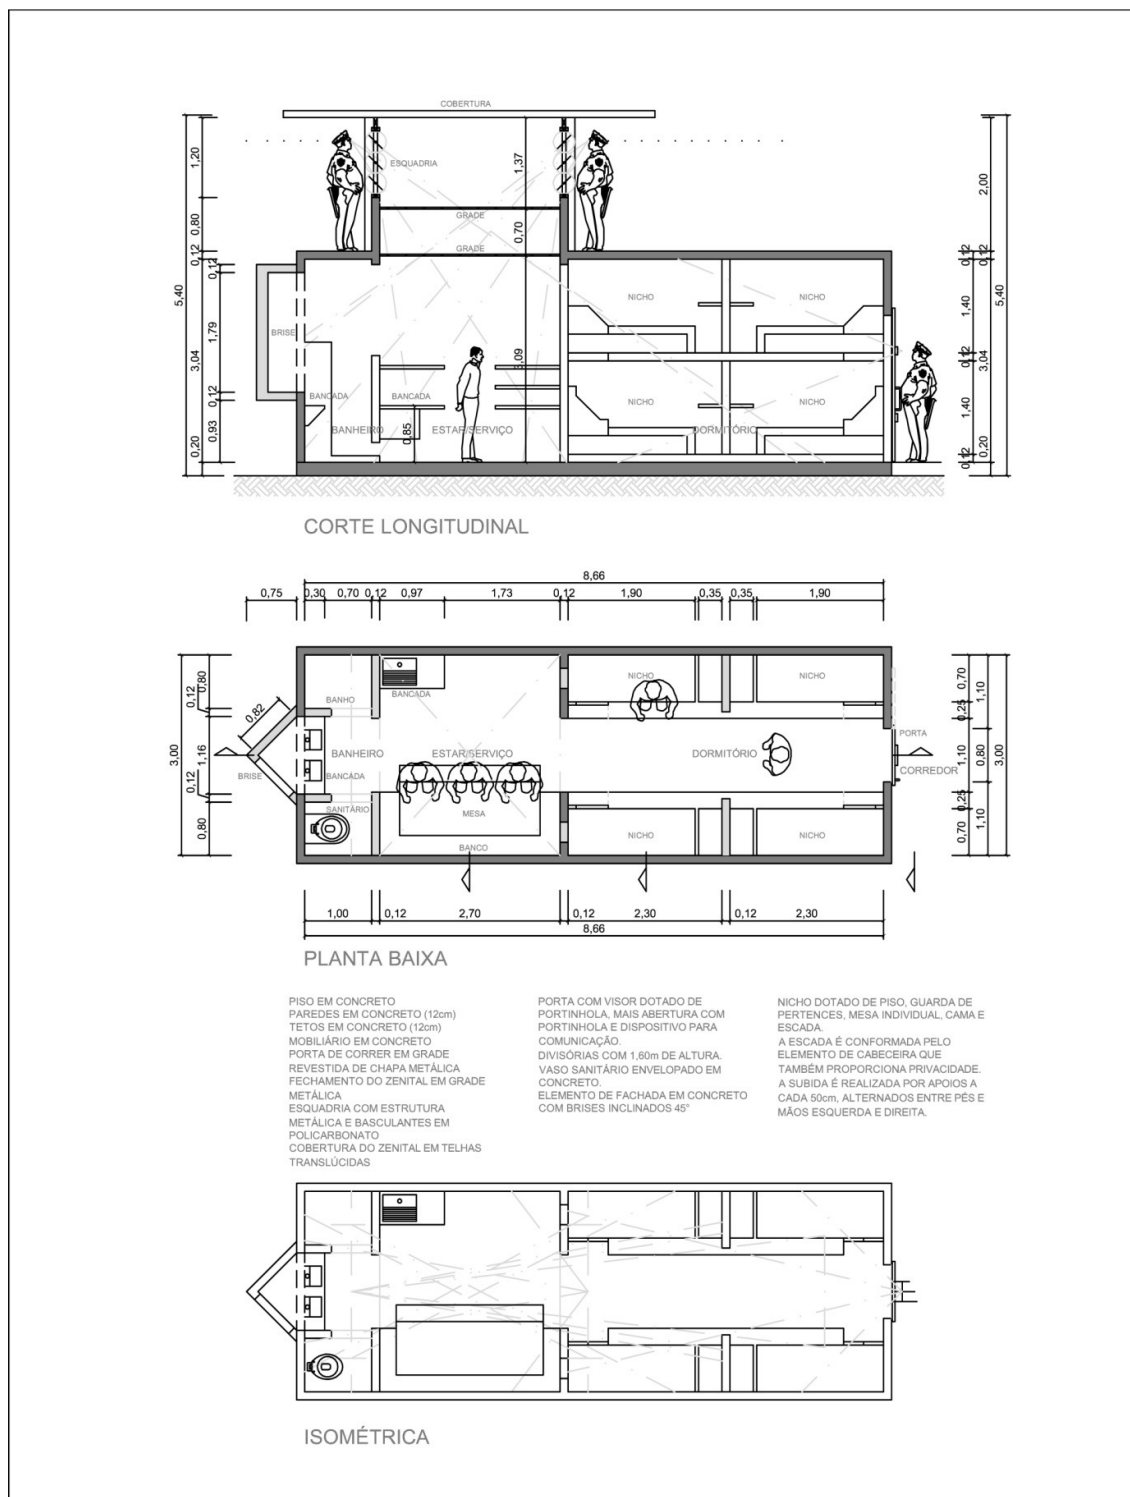 COBERTURA
ESQUADRIA
GRADE
GRADE
1,20
0,80
0,12
5,40
0,12
1,79
3,04
0,12
0,93
0,20
1,37
0,70
0,85
BRISE
BANCADA
BANCADA
BANHEIRO
ESTAR/SERVIÇO
NICHO
NICHO
NICHO
NICHO
DORMITÓRIO
2,00
0,12
0,12
1,40
5,40
0,12
3,04
1,40
0,20
0,12
CORTE LONGITUDINAL
8,66
0,75
0,30
0,70
0,12
0,97
1,73
0,12
1,90
0,35
0,35
1,90
0,80
0,12
3,00
1,16
0,12
0,80
0,82
BRISE
BANHO
BANHEIRO
BANCADA
SANITÁRIO
BANCADA
ESTAR/SERVIÇO
MESA
BANCO
NICHO
NICHO
DORMITÓRIO
NICHO
NICHO
PORTA
CORREDOR
0,70
1,10
0,25
1,10
0,80
3,00
0,25
0,70
1,10
1,00
0,12
2,70
0,12
2,30
0,12
2,30
8,66
PLANTA BAIXA
PISO EM CONCRETO
PAREDES EM CONCRETO (12cm)
TETOS EM CONCRETO (12cm)
MOBILIÁRIO EM CONCRETO
PORTA DE CORRER EM GRADE
REVESTIDA DE CHAPA METÁLICA
FECHAMENTO DO ZENITAL EM GRADE
METÁLICA
ESQUADRIA COM ESTRUTURA
METÁLICA E BASCULANTES EM
POLICARBONATO
COBERTURA DO ZENITAL EM TELHAS
TRANSLÚCIDAS
PORTA COM VISOR DOTADO DE
PORTINHOLA, MAIS ABERTURA COM
PORTINHOLA E DISPOSITIVO PARA
COMUNICAÇÃO.
DIVISÓRIAS COM 1,60m DE ALTURA.
VASO SANITÁRIO ENVELOPADO EM
CONCRETO.
ELEMENTO DE FACHADA EM CONCRETO
COM BRISES INCLINADOS 45°
NICHO DOTADO DE PISO, GUARDA DE
PERTENCES, MESA INDIVIDUAL, CAMA E
ESCADA.
A ESCADA É CONFORMADA PELO
ELEMENTO DE CABECEIRA QUE
TAMBÉM PROPORCIONA PRIVACIDADE.
A SUBIDA É REALIZADA POR APOIOS A
CADA 50cm, ALTERNADOS ENTRE PÉS E
MÃOS ESQUERDA E DIREITA.
ISOMÉTRICA